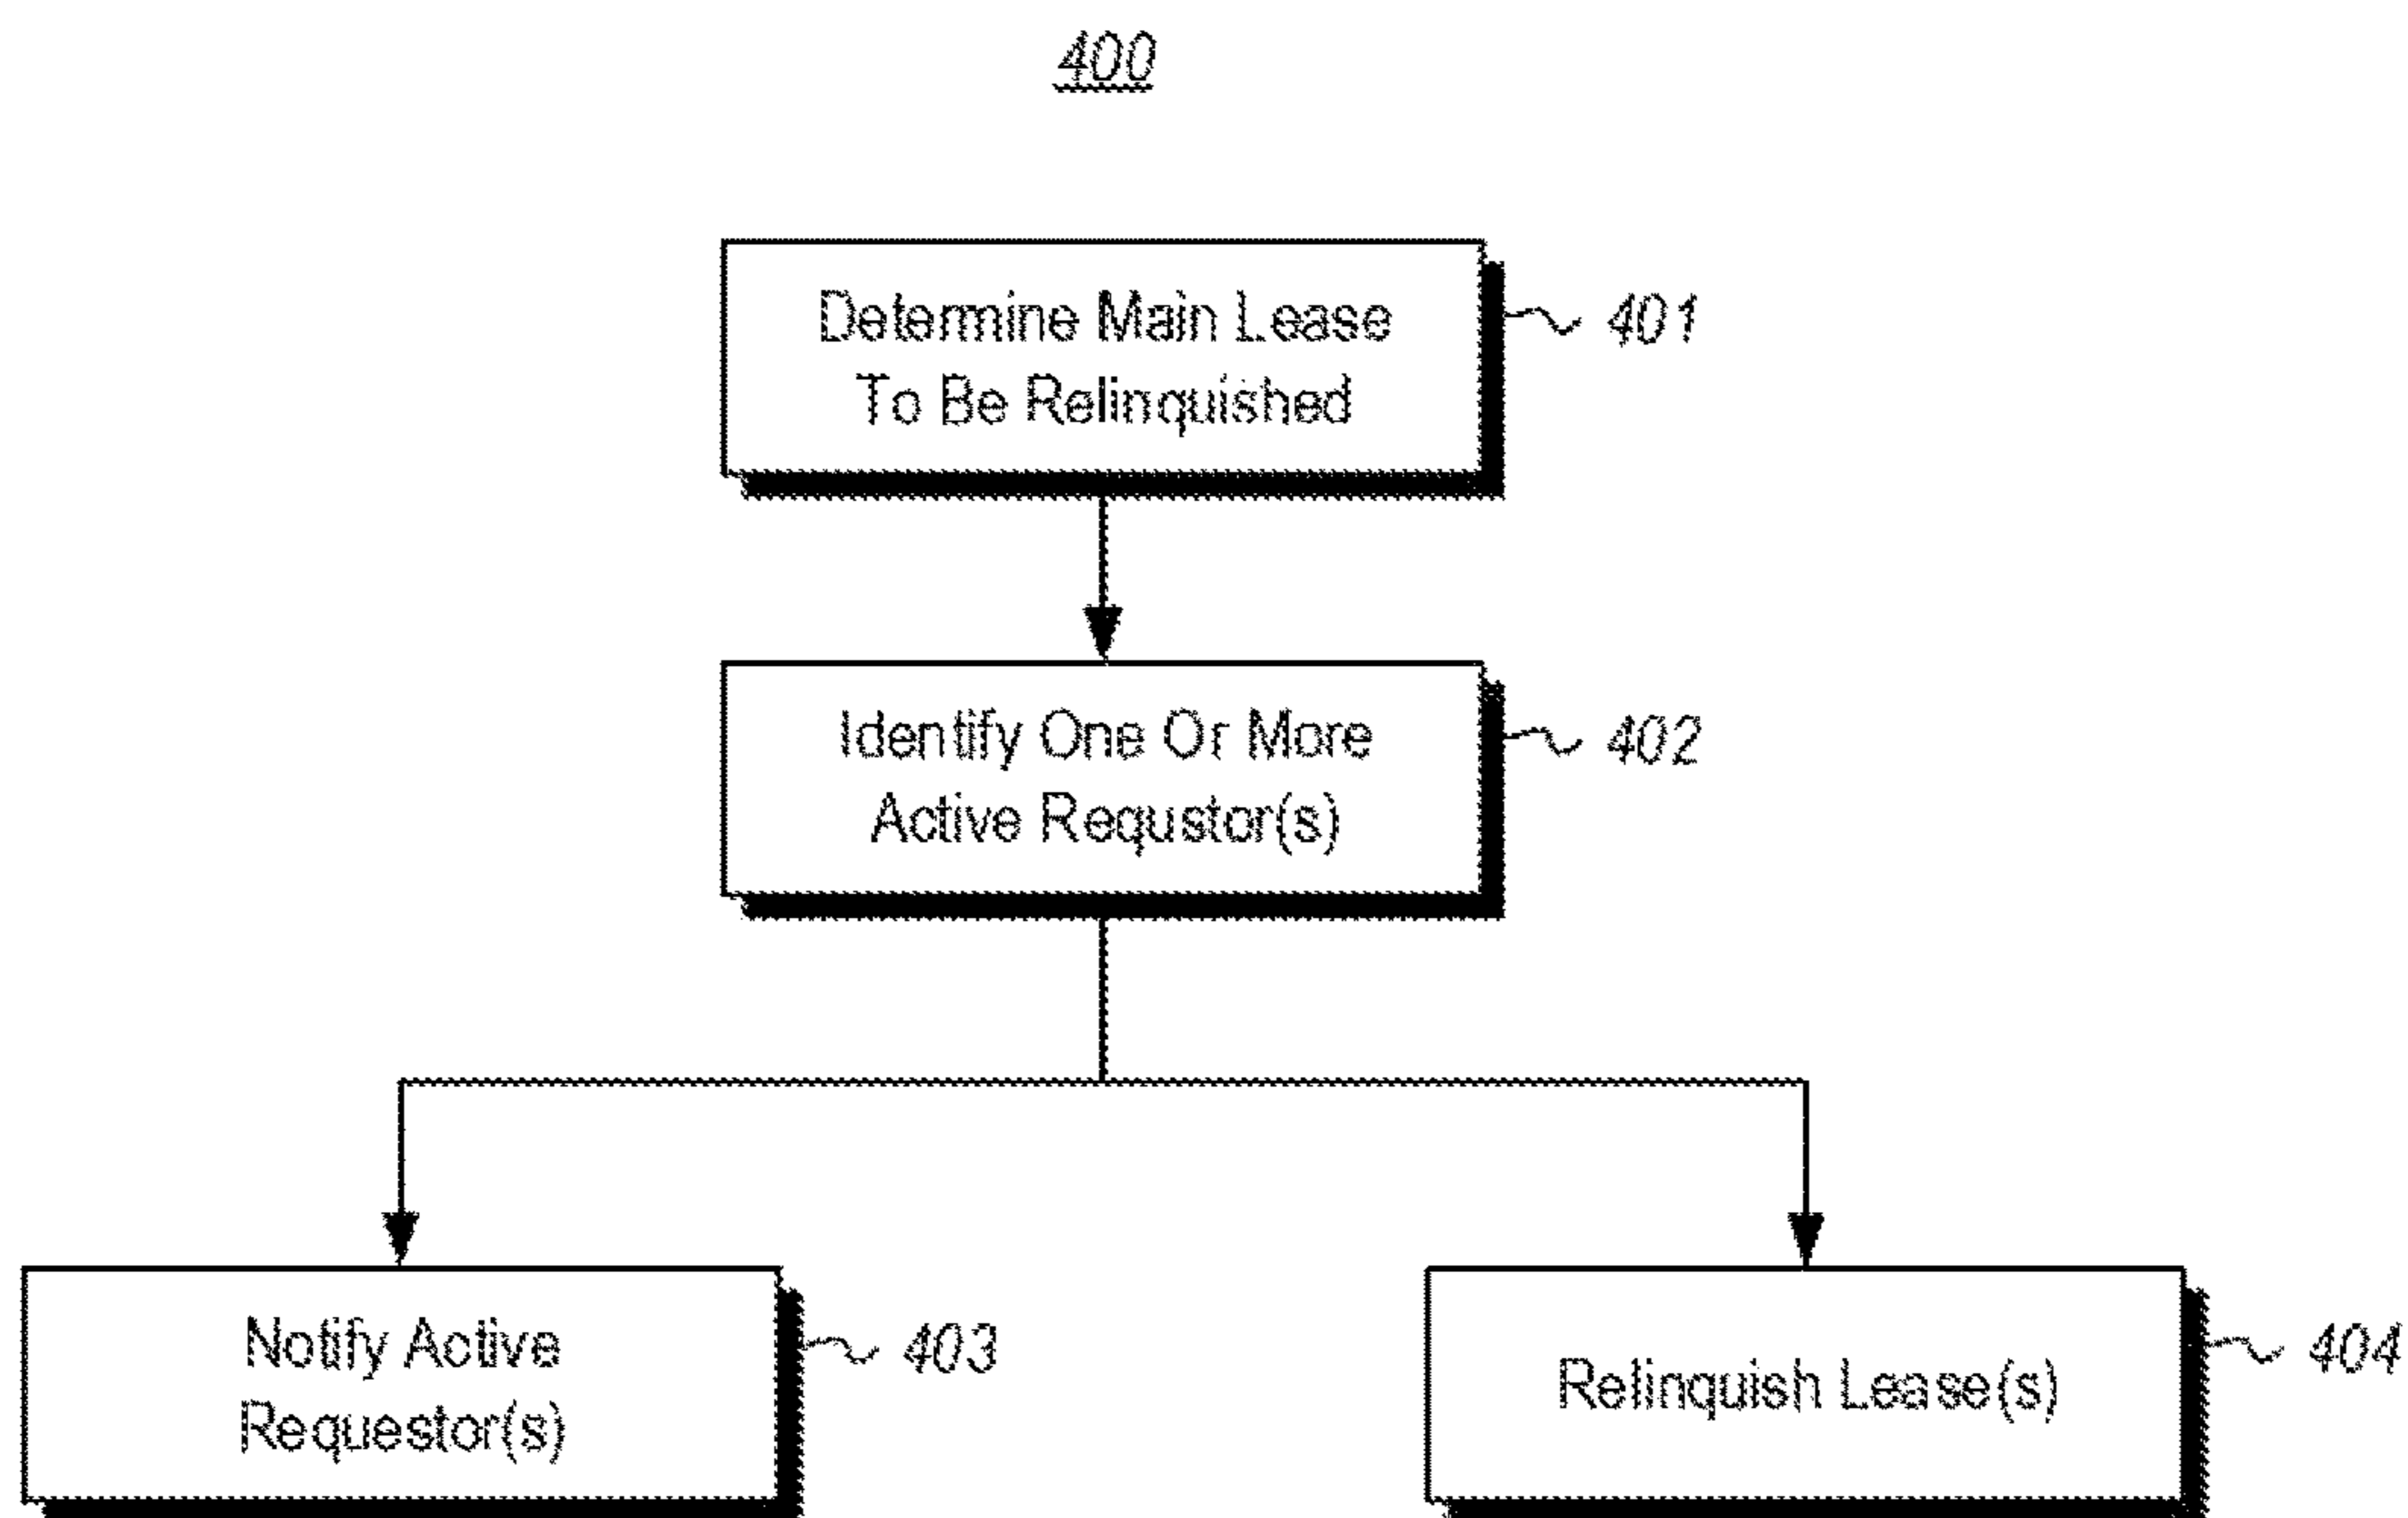 400
Determine Main Lease
To Be Relinquished
401
Identify One Or More
Active Requstor(s)
402
Notify Active
Requestor(s)
403
Relinquish Lease(s)
404